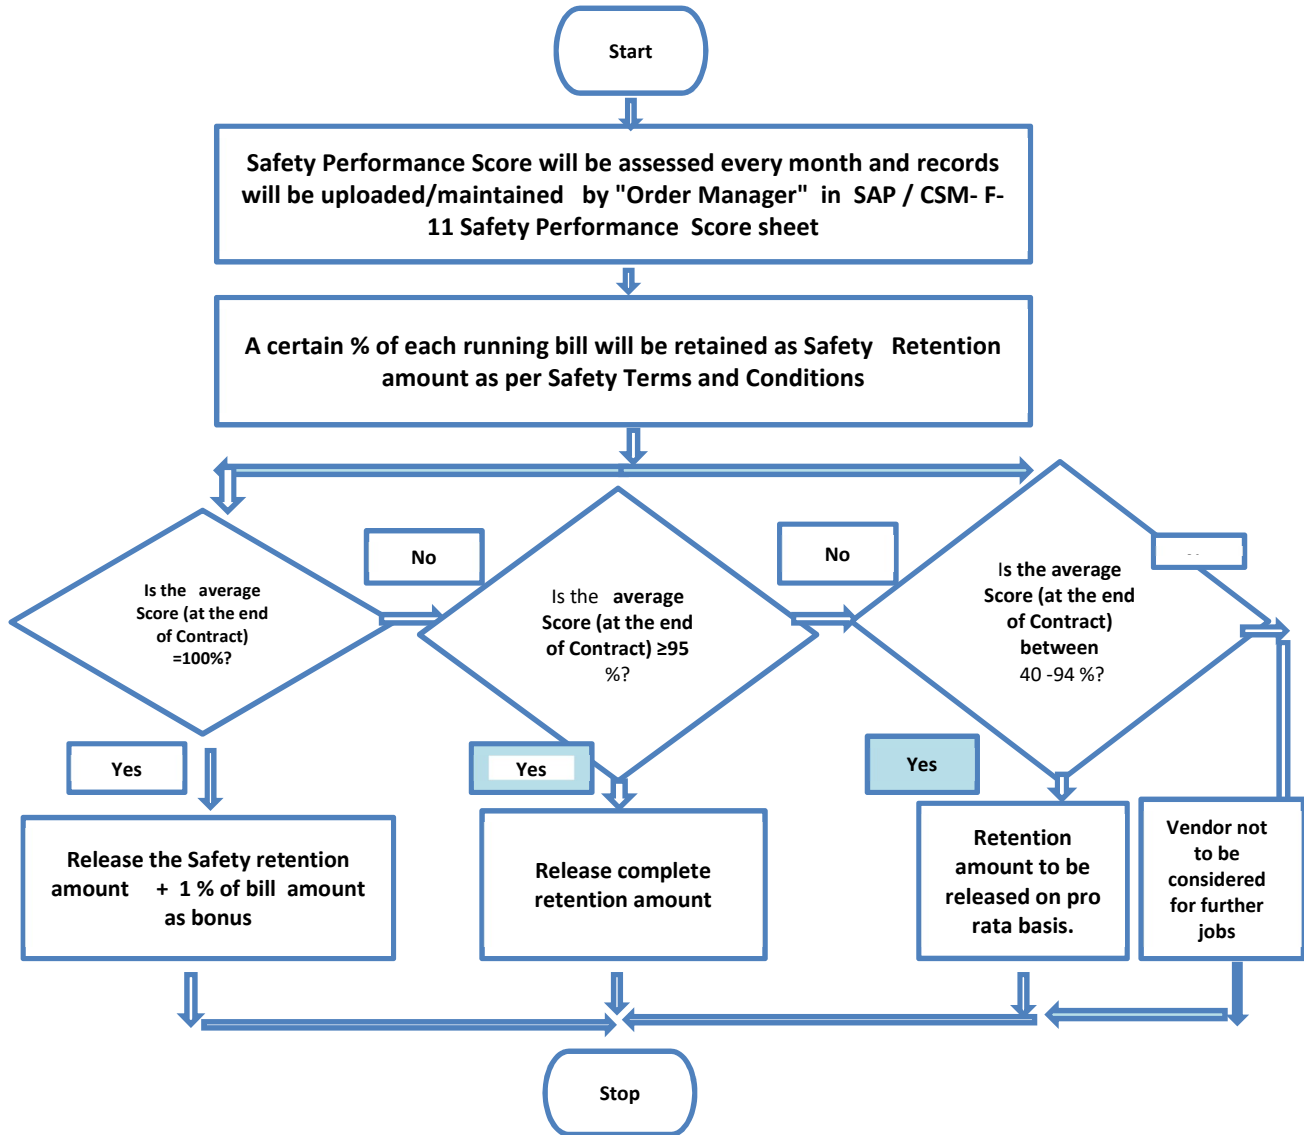 Start
Safety Performance Score will be assessed every month and records
will be uploaded/maintained by "Order Manager" in SAP / CSM- F-
11 Safety Performance Score sheet
A certain % of each running bill will be retained as Safety Retention
amount as per Safety Terms and Conditions
Is the average
Score (at the end
of Contract)
=100%?
No
Is the average
Score (at the end
of Contract) ≥95
%?
No
Is the average
Score (at the end
of Contract)
between
40 -94 %?
Yes
Yes
Yes
Release the Safety retention
amount + 1 % of bill amount
as bonus
Release complete
retention amount
Retention
amount to be
released on pro
rata basis.
Vendor not
to be
considered
for further
jobs
Stop